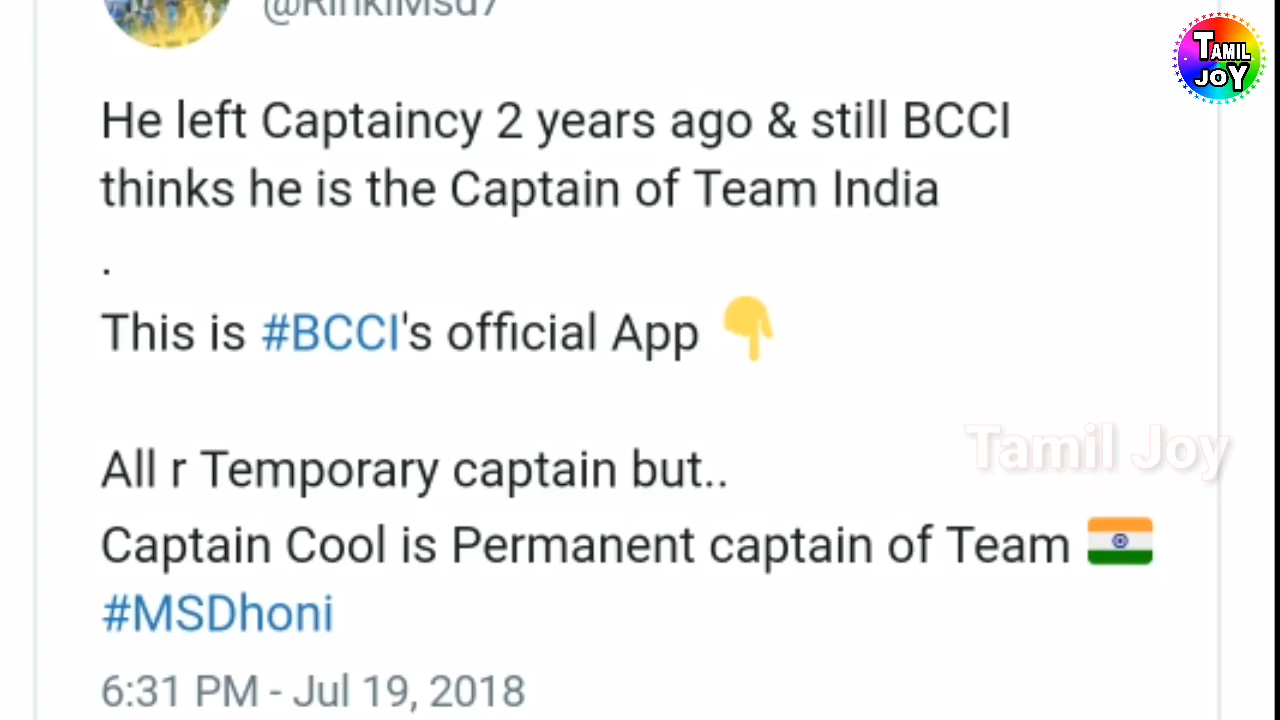 @RinkiMsd7
TAMIL
JOY
He left Captaincy 2 years ago & still BCCI
thinks he is the Captain of Team India
.
This is #BCCI's official App 👇
All r Temporary captain but..
Tamil Joy
Captain Cool is Permanent captain of Team 🇮🇳
#MSDhoni
6:31 PM - Jul 19, 2018